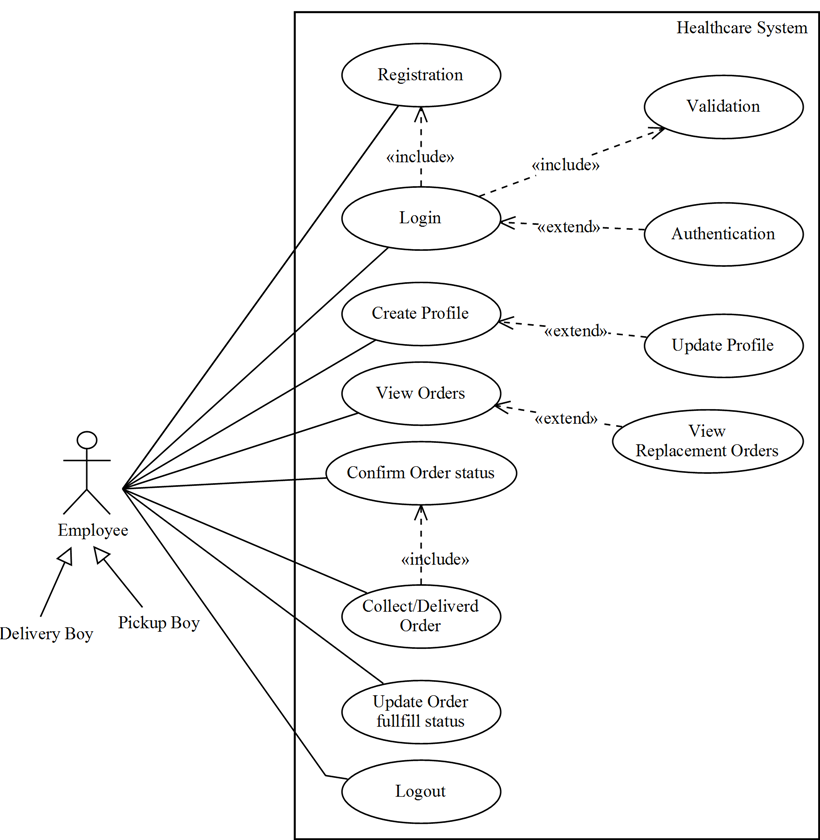 Healthcare System
Registration
Validation
«include»
«include»
Login
«extend»
Authentication
Create Profile
«extend»
Update Profile
View Orders
«extend»
View
Replacement Orders
Confirm Order status
Employee
«include»
Delivery Boy
Pickup Boy
Collect/Deliverd
Order
Update Order
fullfill status
Logout